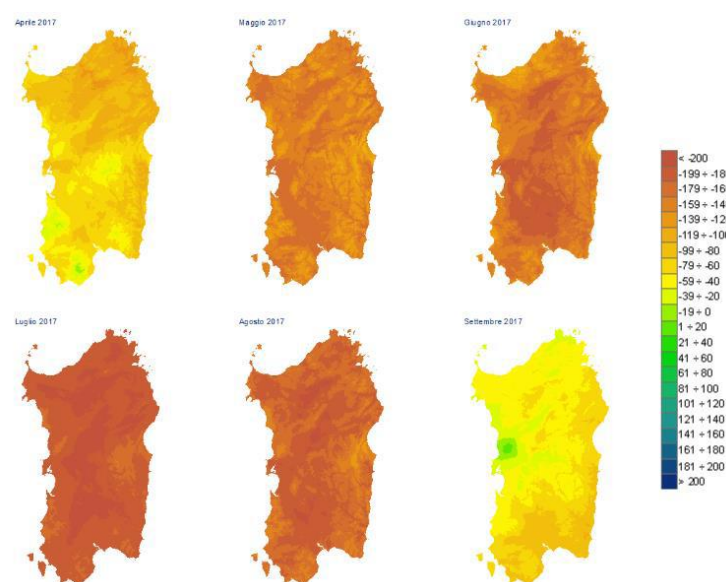 Aprile 2017
Maggio 2017
Giugno 2017
< -200
-199 ÷ -18
-179 ÷ -16
-159 ÷ -14
-139 ÷ -12
-119 ÷ -100
-99 ÷ -80
-79 ÷ -60
-59 ÷ -40
-39 ÷ -20
-19 ÷ 0
1 ÷ 20
21 ÷ 40
41 ÷ 60
61 ÷ 80
81 ÷ 100
101 ÷ 120
121 ÷ 140
141 ÷ 160
161 ÷ 180
181 ÷ 200
> 200
Luglio 2017
Agosto 2017
Settembre 2017